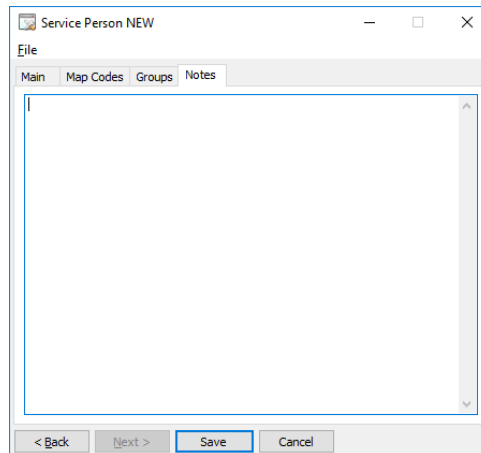 Service Person NEW
File
Main Map Codes Groups Notes
< Back Next > Save Cancel